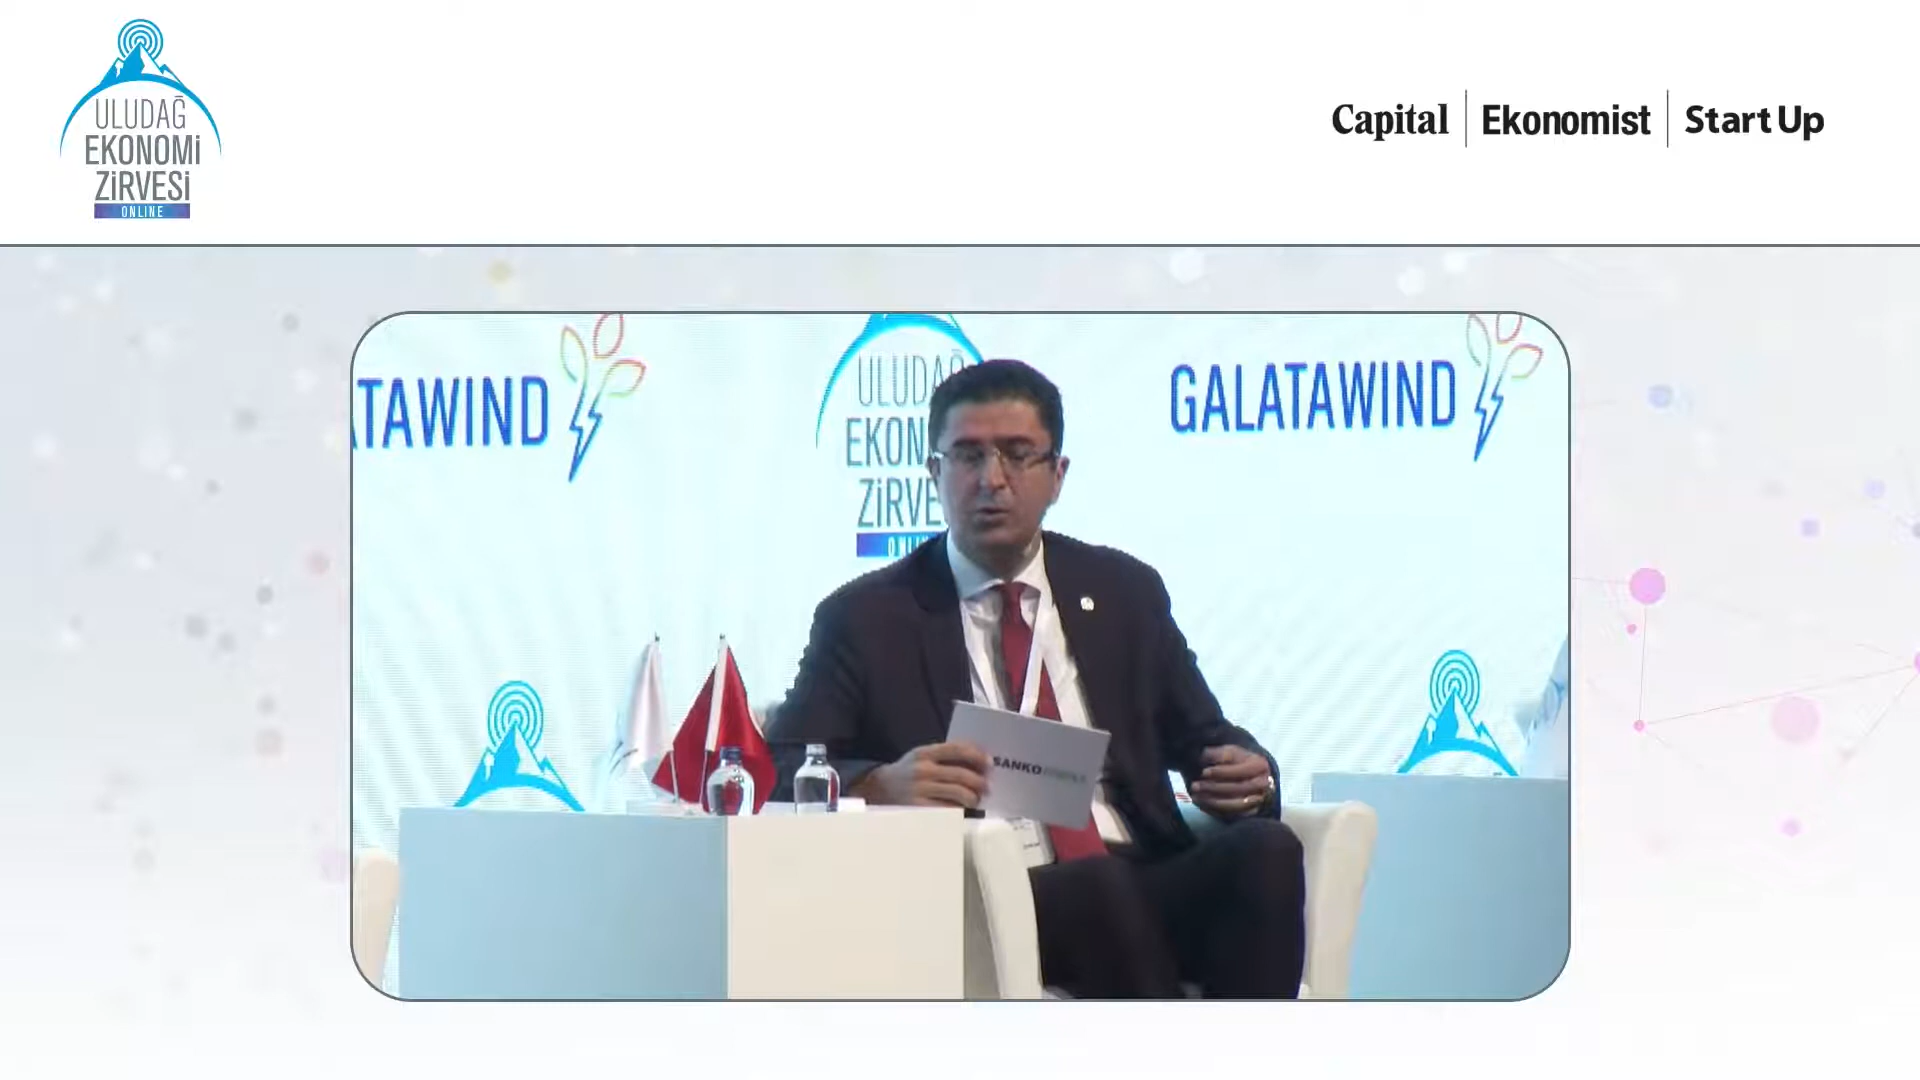 ULUDAĞ
EKONOMİ
ZİRVESİ
ONLINE
Capital | Ekonomist | Start Up
TAWIND
ULUDAĞ
EKON
ZİRVE
GALATAWIND
SANKO